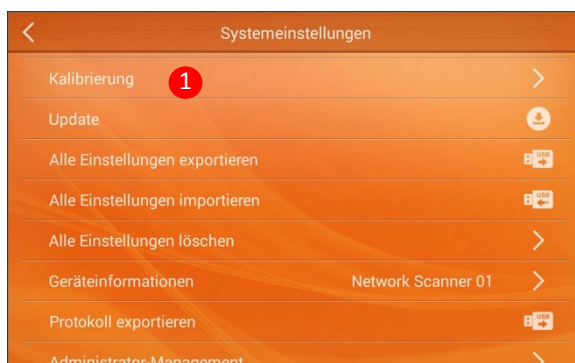 Systemeinstellungen
Kalibrierung 1
Update
Alle Einstellungen exportieren USB
Alle Einstellungen importieren USB
Alle Einstellungen löschen
Geräteinformationen Network Scanner 01
Protokoll exportieren USB
Administrator-Management